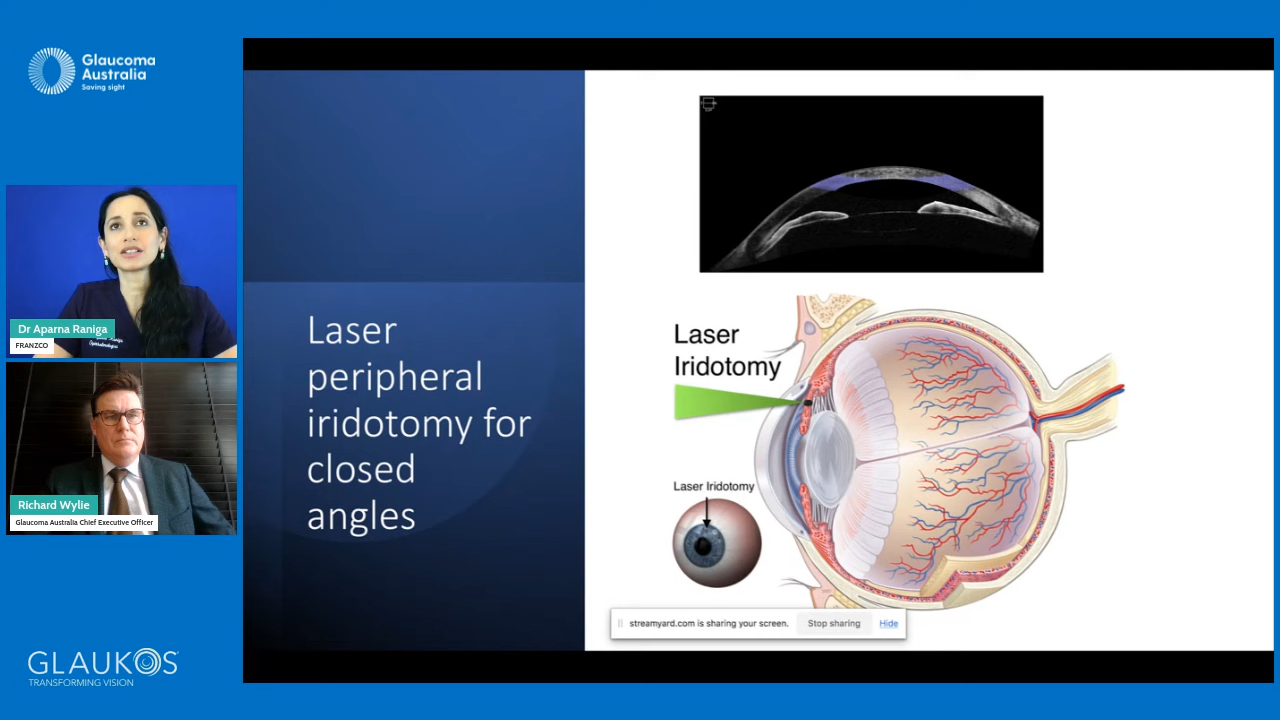 Glaucoma
Australia
Saving sight
Dr Aparna Raniga
FRANZCO
Ophthalmologist
Richard Wylie
Glaucoma Australia Chief Executive Officer
GLAUKOS
TRANSFORMING VISION
Laser
peripheral
iridotomy for
closed
angles
Laser
Iridotomy
Laser Iridotomy
streamyard.com is sharing your screen. Stop sharing Hide